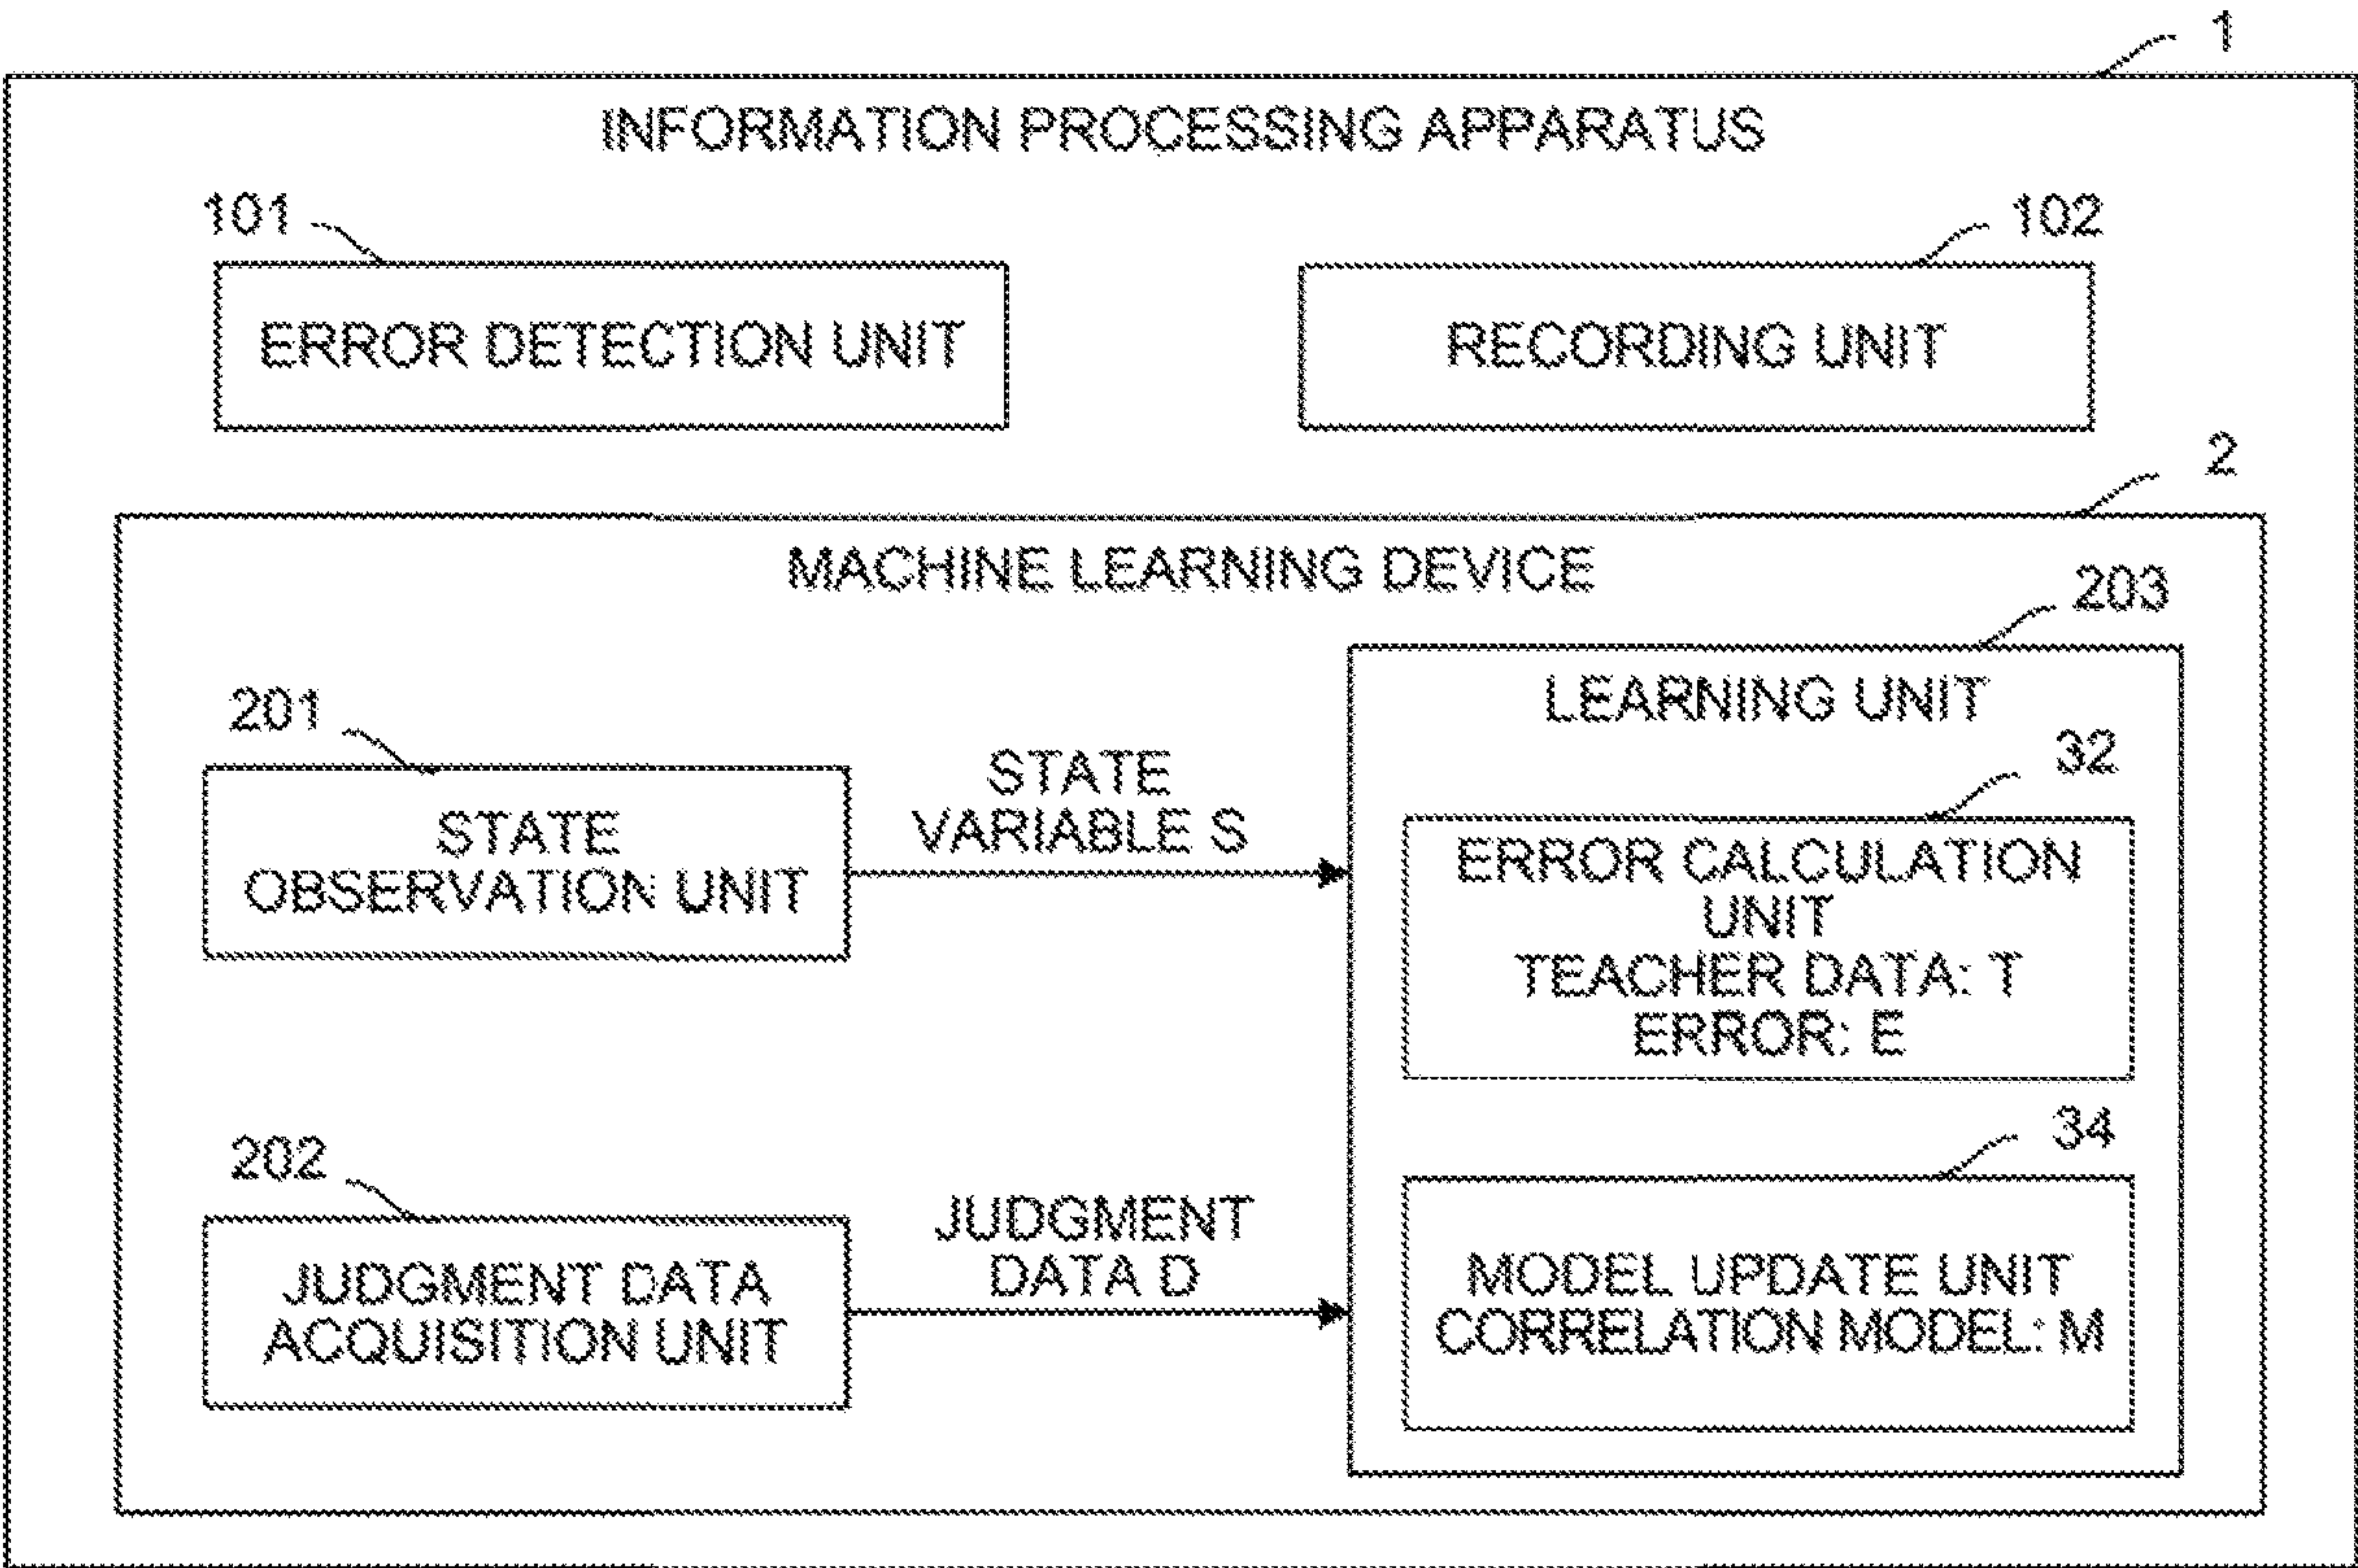 1
INFORMATION PROCESSING APPARATUS
101
102
ERROR DETECTION UNIT
RECORDING UNIT
2
MACHINE LEARNING DEVICE
203
LEARNING UNIT
201
STATE
OBSERVATION UNIT
STATE
VARIABLE S
32
ERROR CALCULATION
UNIT
TEACHER DATA: T
ERROR: E
202
JUDGMENT DATA
ACQUISITION UNIT
JUDGMENT
DATA D
34
MODEL UPDATE UNIT
CORRELATION MODEL: M